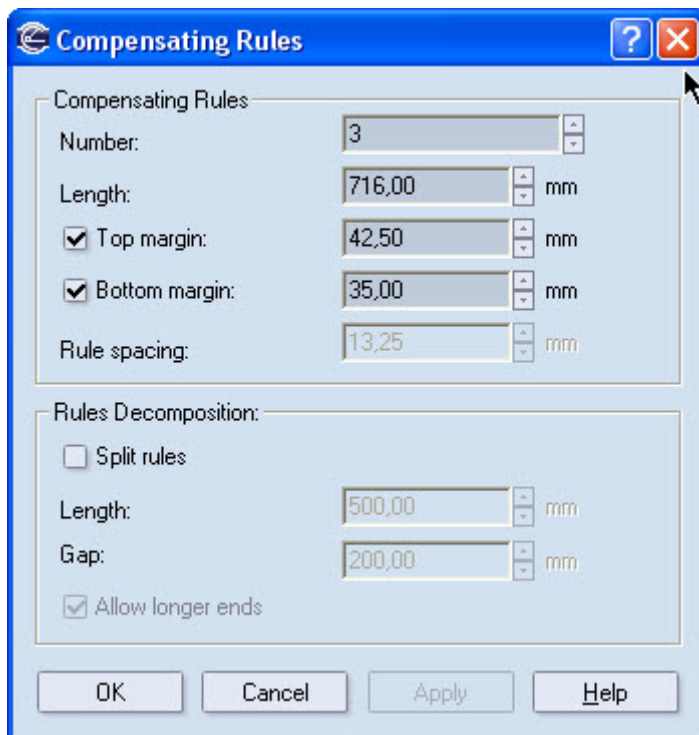 Compensating Rules
Compensating Rules
Number: 3
Length: 716,00 mm
Top margin: 42,50 mm
Bottom margin: 35,00 mm
Rule spacing: 13,25 mm
Rules Decomposition:
Split rules
Length: 500,00 mm
Gap: 200,00 mm
Allow longer ends
OK Cancel Apply Help